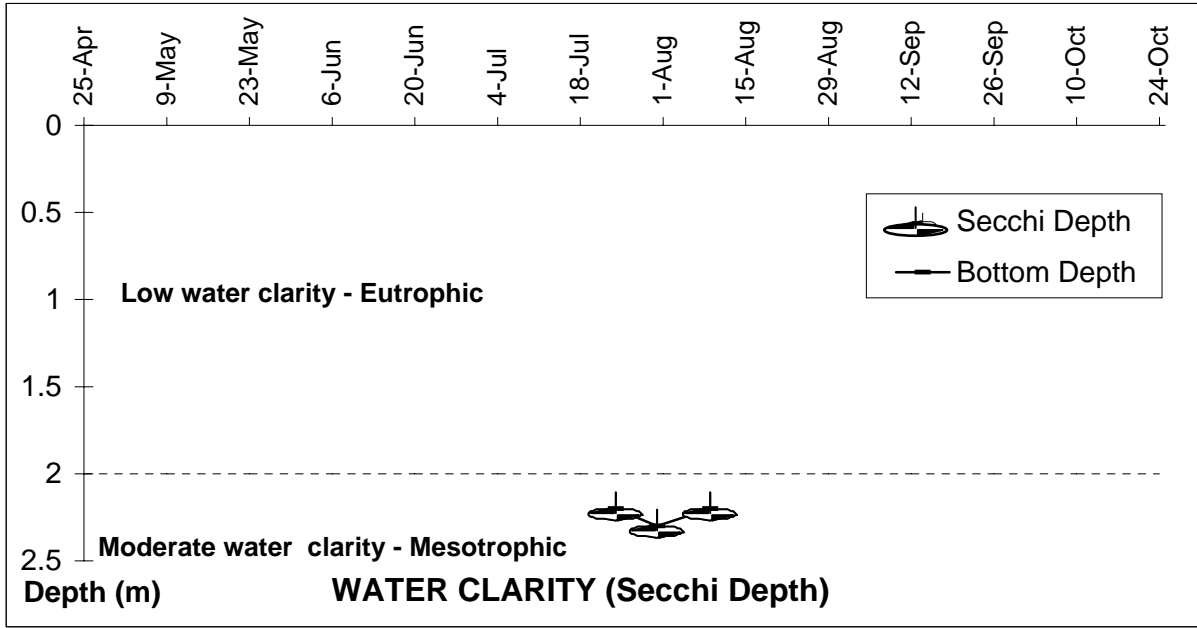 25-Apr
9-May
23-May
6-Jun
20-Jun
4-Jul
18-Jul
1-Aug
15-Aug
29-Aug
12-Sep
26-Sep
10-Oct
24-Oct
0
0.5
1
1.5
2
2.5
Secchi Depth
Bottom Depth
Low water clarity - Eutrophic
Moderate water clarity - Mesotrophic
Depth (m)
WATER CLARITY (Secchi Depth)